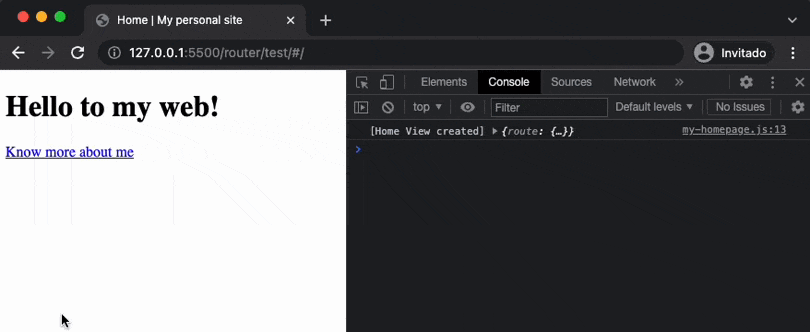 Home | My personal site
127.0.0.1:5500/router/test/#/
Invitado
Hello to my web!
Know more about me
Elements Console Sources Network »
top ▼ Filter Default levels ▼ No Issues
[Home View created] ▶ {route: {…}} my-homepage.js:13
>